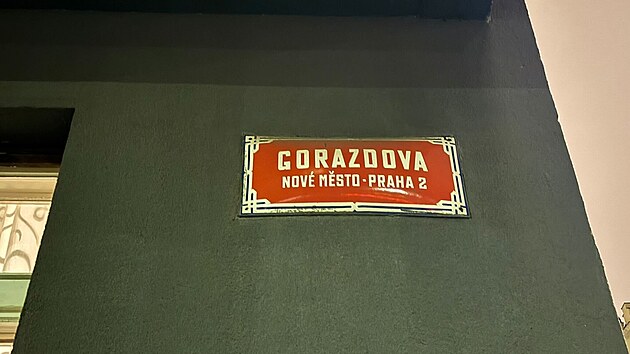 GORAZDOVA
NOVÉ MĚSTO - PRAHA 2